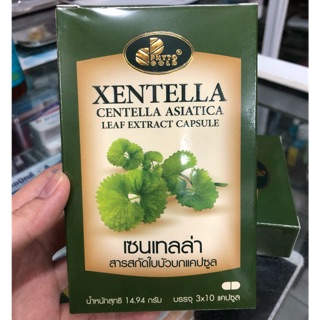 PHYTO
GOLD
®
XENTELLA
CENTELLA ASIATICA
LEAF EXTRACT CAPSULE
เซนเทลล่า
สารสกัดใบบัวบกแคปซูล
น้ำหนักสุทธิ 14.94 กรัม บรรจุ 3x10 แคปซูล